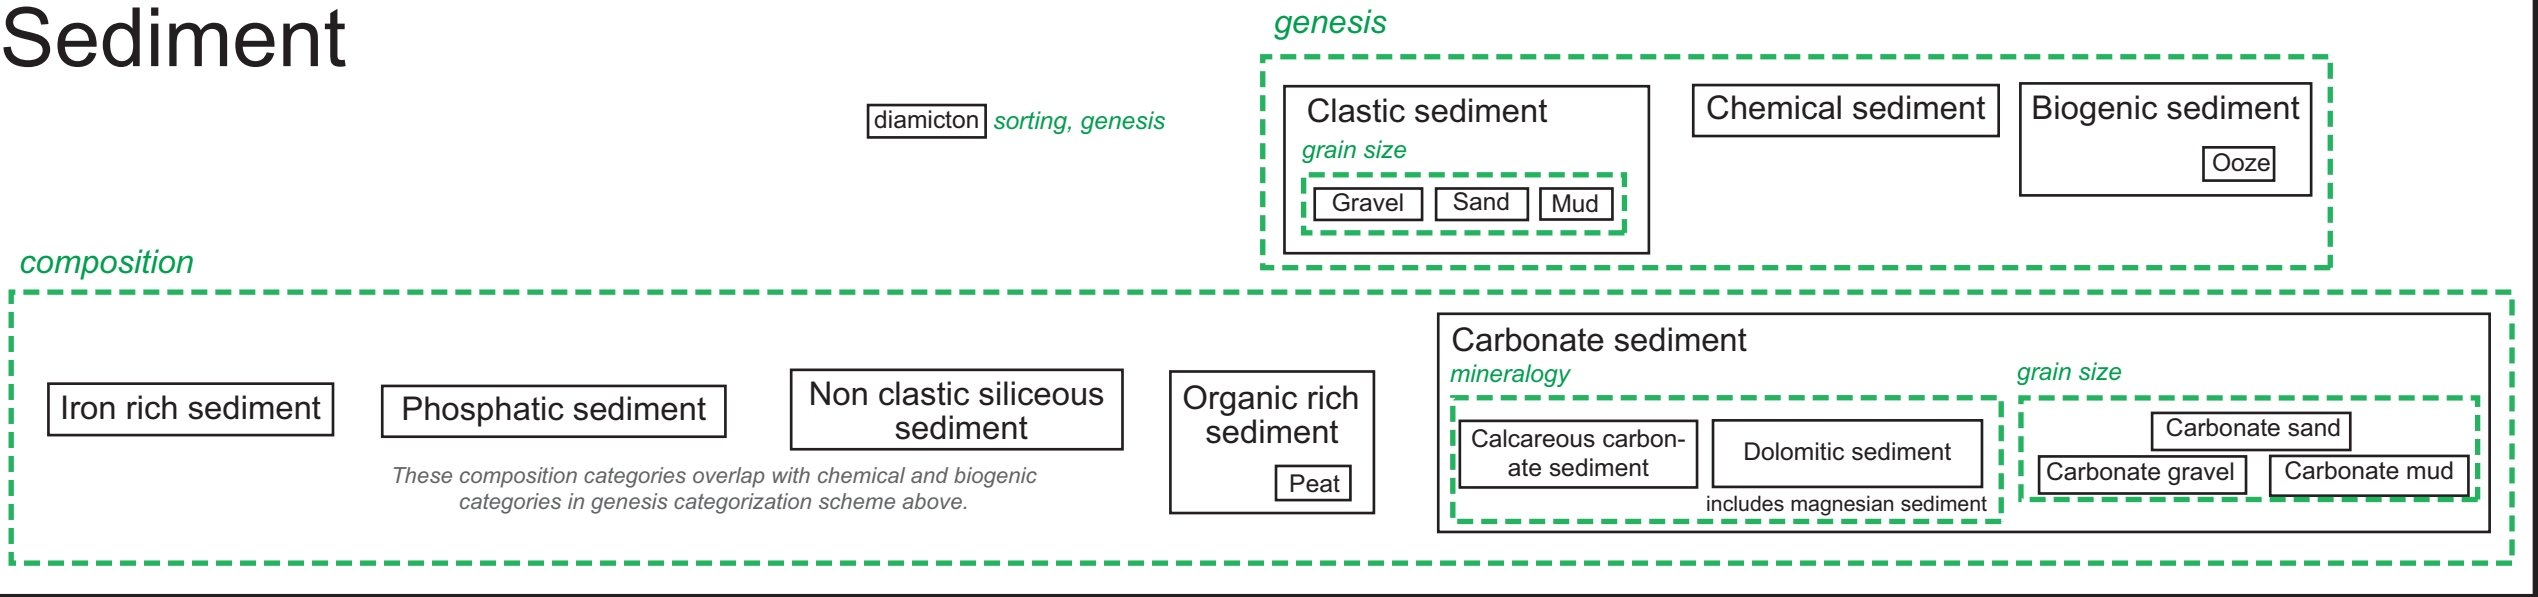 Sediment
genesis
diamicton
sorting, genesis
Clastic sediment
grain size
Gravel
Sand
Mud
Chemical sediment
Biogenic sediment
Ooze
composition
Iron rich sediment
Phosphatic sediment
Non clastic siliceous
sediment
These composition categories overlap with chemical and biogenic
categories in genesis categorization scheme above.
Organic rich
sediment
Peat
Carbonate sediment
mineralogy
Calcareous carbon-
ate sediment
Dolomitic sediment
includes magnesian sediment
grain size
Carbonate sand
Carbonate gravel
Carbonate mud